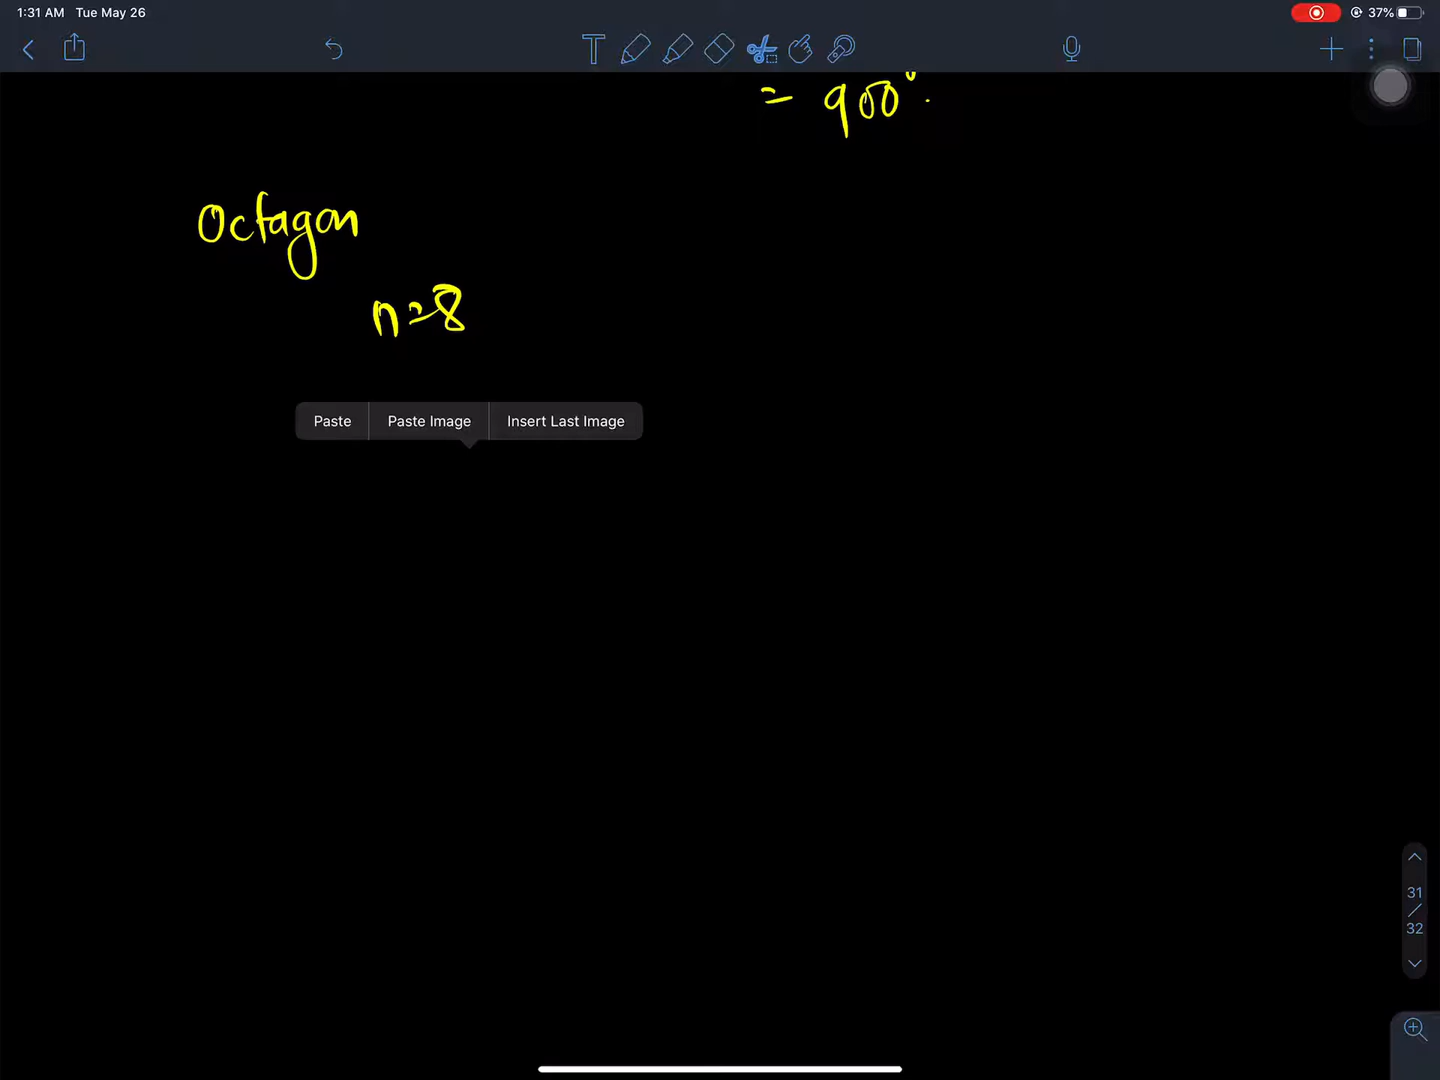 1:31 AM Tue May 26
37%
= 900°.
Octagon
n=8
Paste Paste Image Insert Last Image
31
32